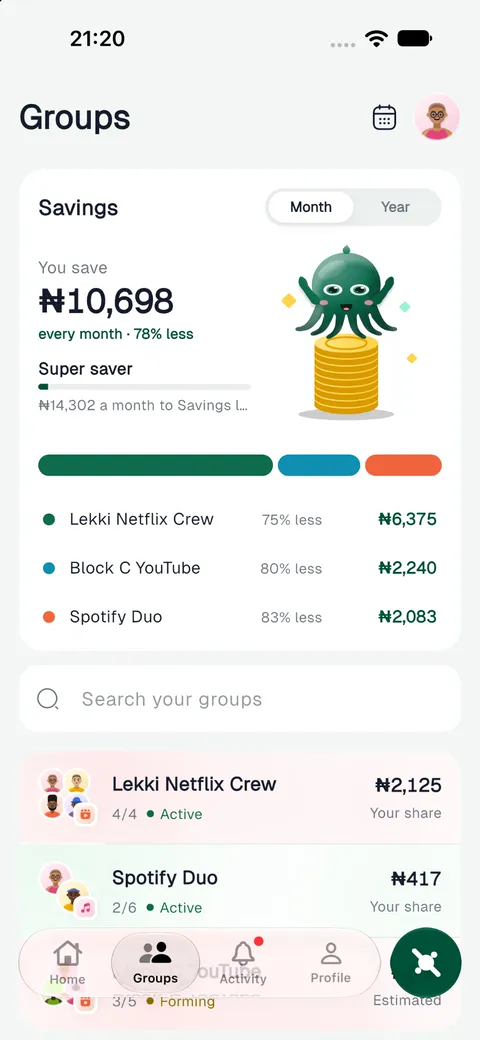 21:20
Groups
Savings
Month
Year
You save
₦10,698
every month · 78% less
Super saver
₦14,302 a month to Savings l...
Lekki Netflix Crew 75% less ₦6,375
Block C YouTube 80% less ₦2,240
Spotify Duo 83% less ₦2,083
Search your groups
Lekki Netflix Crew ₦2,125
4/4 Active Your share
Spotify Duo ₦417
2/6 Active Your share
Home Groups Activity Profile
3/5 Forming Estimated